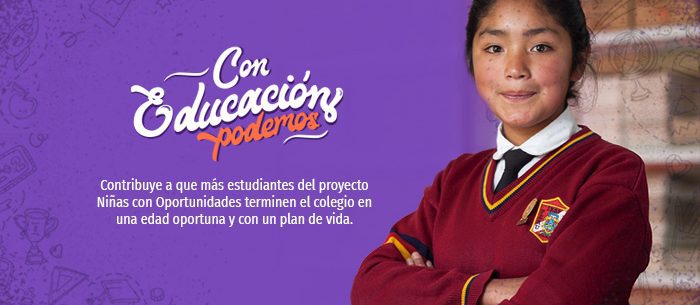 Con
Educación
podemos
Contribuye a que más estudiantes del proyecto
Niñas con Oportunidades terminen el colegio en
una edad oportuna y con un plan de vida.